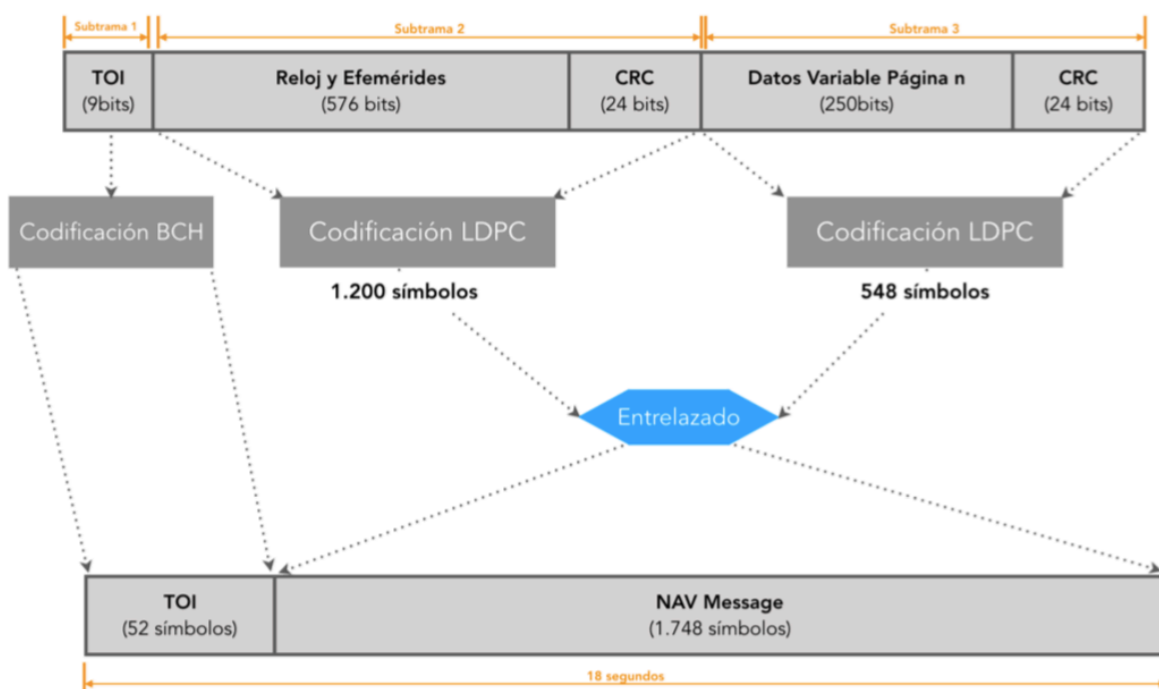 Subtrama 1
Subtrama 2
Subtrama 3
TOI
(9bits)
Reloj y Efemérides
(576 bits)
CRC
(24 bits)
Datos Variable Página n
(250bits)
CRC
(24 bits)
Codificación BCH
Codificación LDPC
Codificación LDPC
1.200 símbolos
548 símbolos
Entrelazado
TOI
(52 símbolos)
NAV Message
(1.748 símbolos)
18 segundos